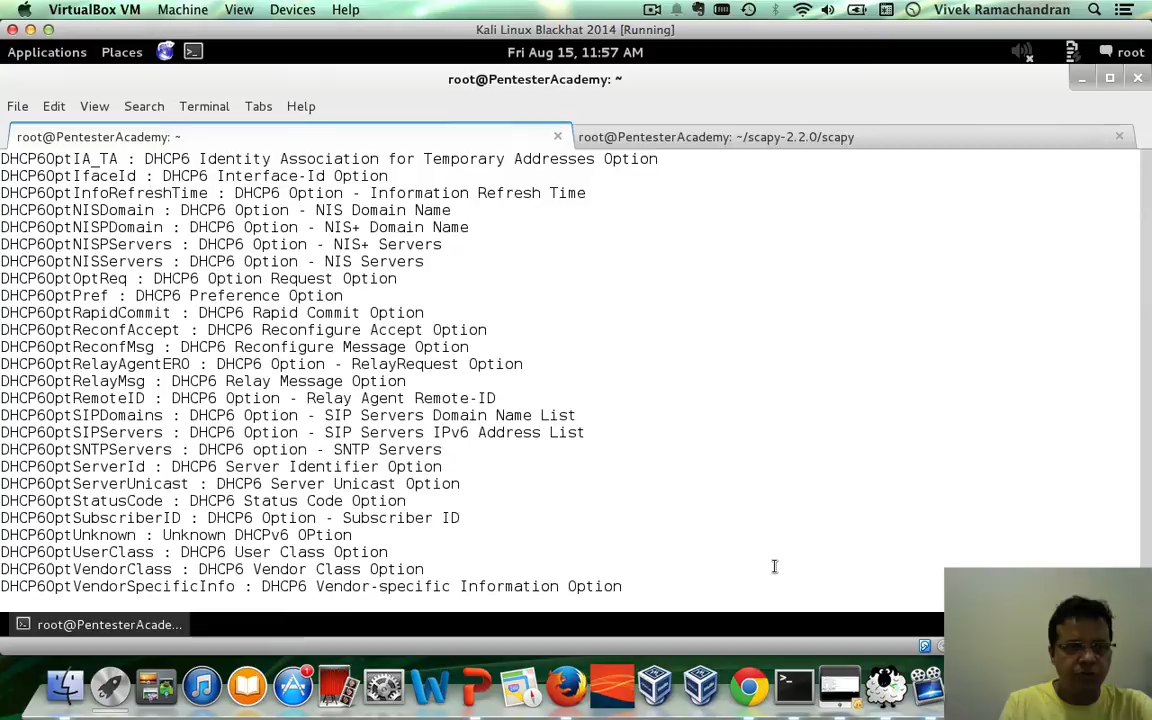 VirtualBox VM Machine View Devices Help Vivek Ramachandran
Kali Linux Blackhat 2014 [Running]
Applications Places Fri Aug 15, 11:57 AM root
root@PentesterAcademy: ~
File Edit View Search Terminal Tabs Help
root@PentesterAcademy: ~ root@PentesterAcademy: ~/scapy-2.2.0/scapy
DHCP6OptIA_TA : DHCP6 Identity Association for Temporary Addresses Option
DHCP6OptIfaceId : DHCP6 Interface-Id Option
DHCP6OptInfoRefreshTime : DHCP6 Option - Information Refresh Time
DHCP6OptNISDomain : DHCP6 Option - NIS Domain Name
DHCP6OptNISPDomain : DHCP6 Option - NIS+ Domain Name
DHCP6OptNISPServers : DHCP6 Option - NIS+ Servers
DHCP6OptNISServers : DHCP6 Option - NIS Servers
DHCP6OptOptReq : DHCP6 Option Request Option
DHCP6OptPref : DHCP6 Preference Option
DHCP6OptRapidCommit : DHCP6 Rapid Commit Option
DHCP6OptReconfAccept : DHCP6 Reconfigure Accept Option
DHCP6OptReconfMsg : DHCP6 Reconfigure Message Option
DHCP6OptRelayAgentERO : DHCP6 Option - RelayRequest Option
DHCP6OptRelayMsg : DHCP6 Relay Message Option
DHCP6OptRemoteID : DHCP6 Option - Relay Agent Remote-ID
DHCP6OptSIPDomains : DHCP6 Option - SIP Servers Domain Name List
DHCP6OptSIPServers : DHCP6 Option - SIP Servers IPv6 Address List
DHCP6OptSNTPServers : DHCP6 option - SNTP Servers
DHCP6OptServerId : DHCP6 Server Identifier Option
DHCP6OptServerUnicast : DHCP6 Server Unicast Option
DHCP6OptStatusCode : DHCP6 Status Code Option
DHCP6OptSubscriberID : DHCP6 Option - Subscriber ID
DHCP6OptUnknown : Unknown DHCPv6 OPtion
DHCP6OptUserClass : DHCP6 User Class Option
DHCP6OptVendorClass : DHCP6 Vendor Class Option
DHCP6OptVendorSpecificInfo : DHCP6 Vendor-specific Information Option
root@PentesterAcade...